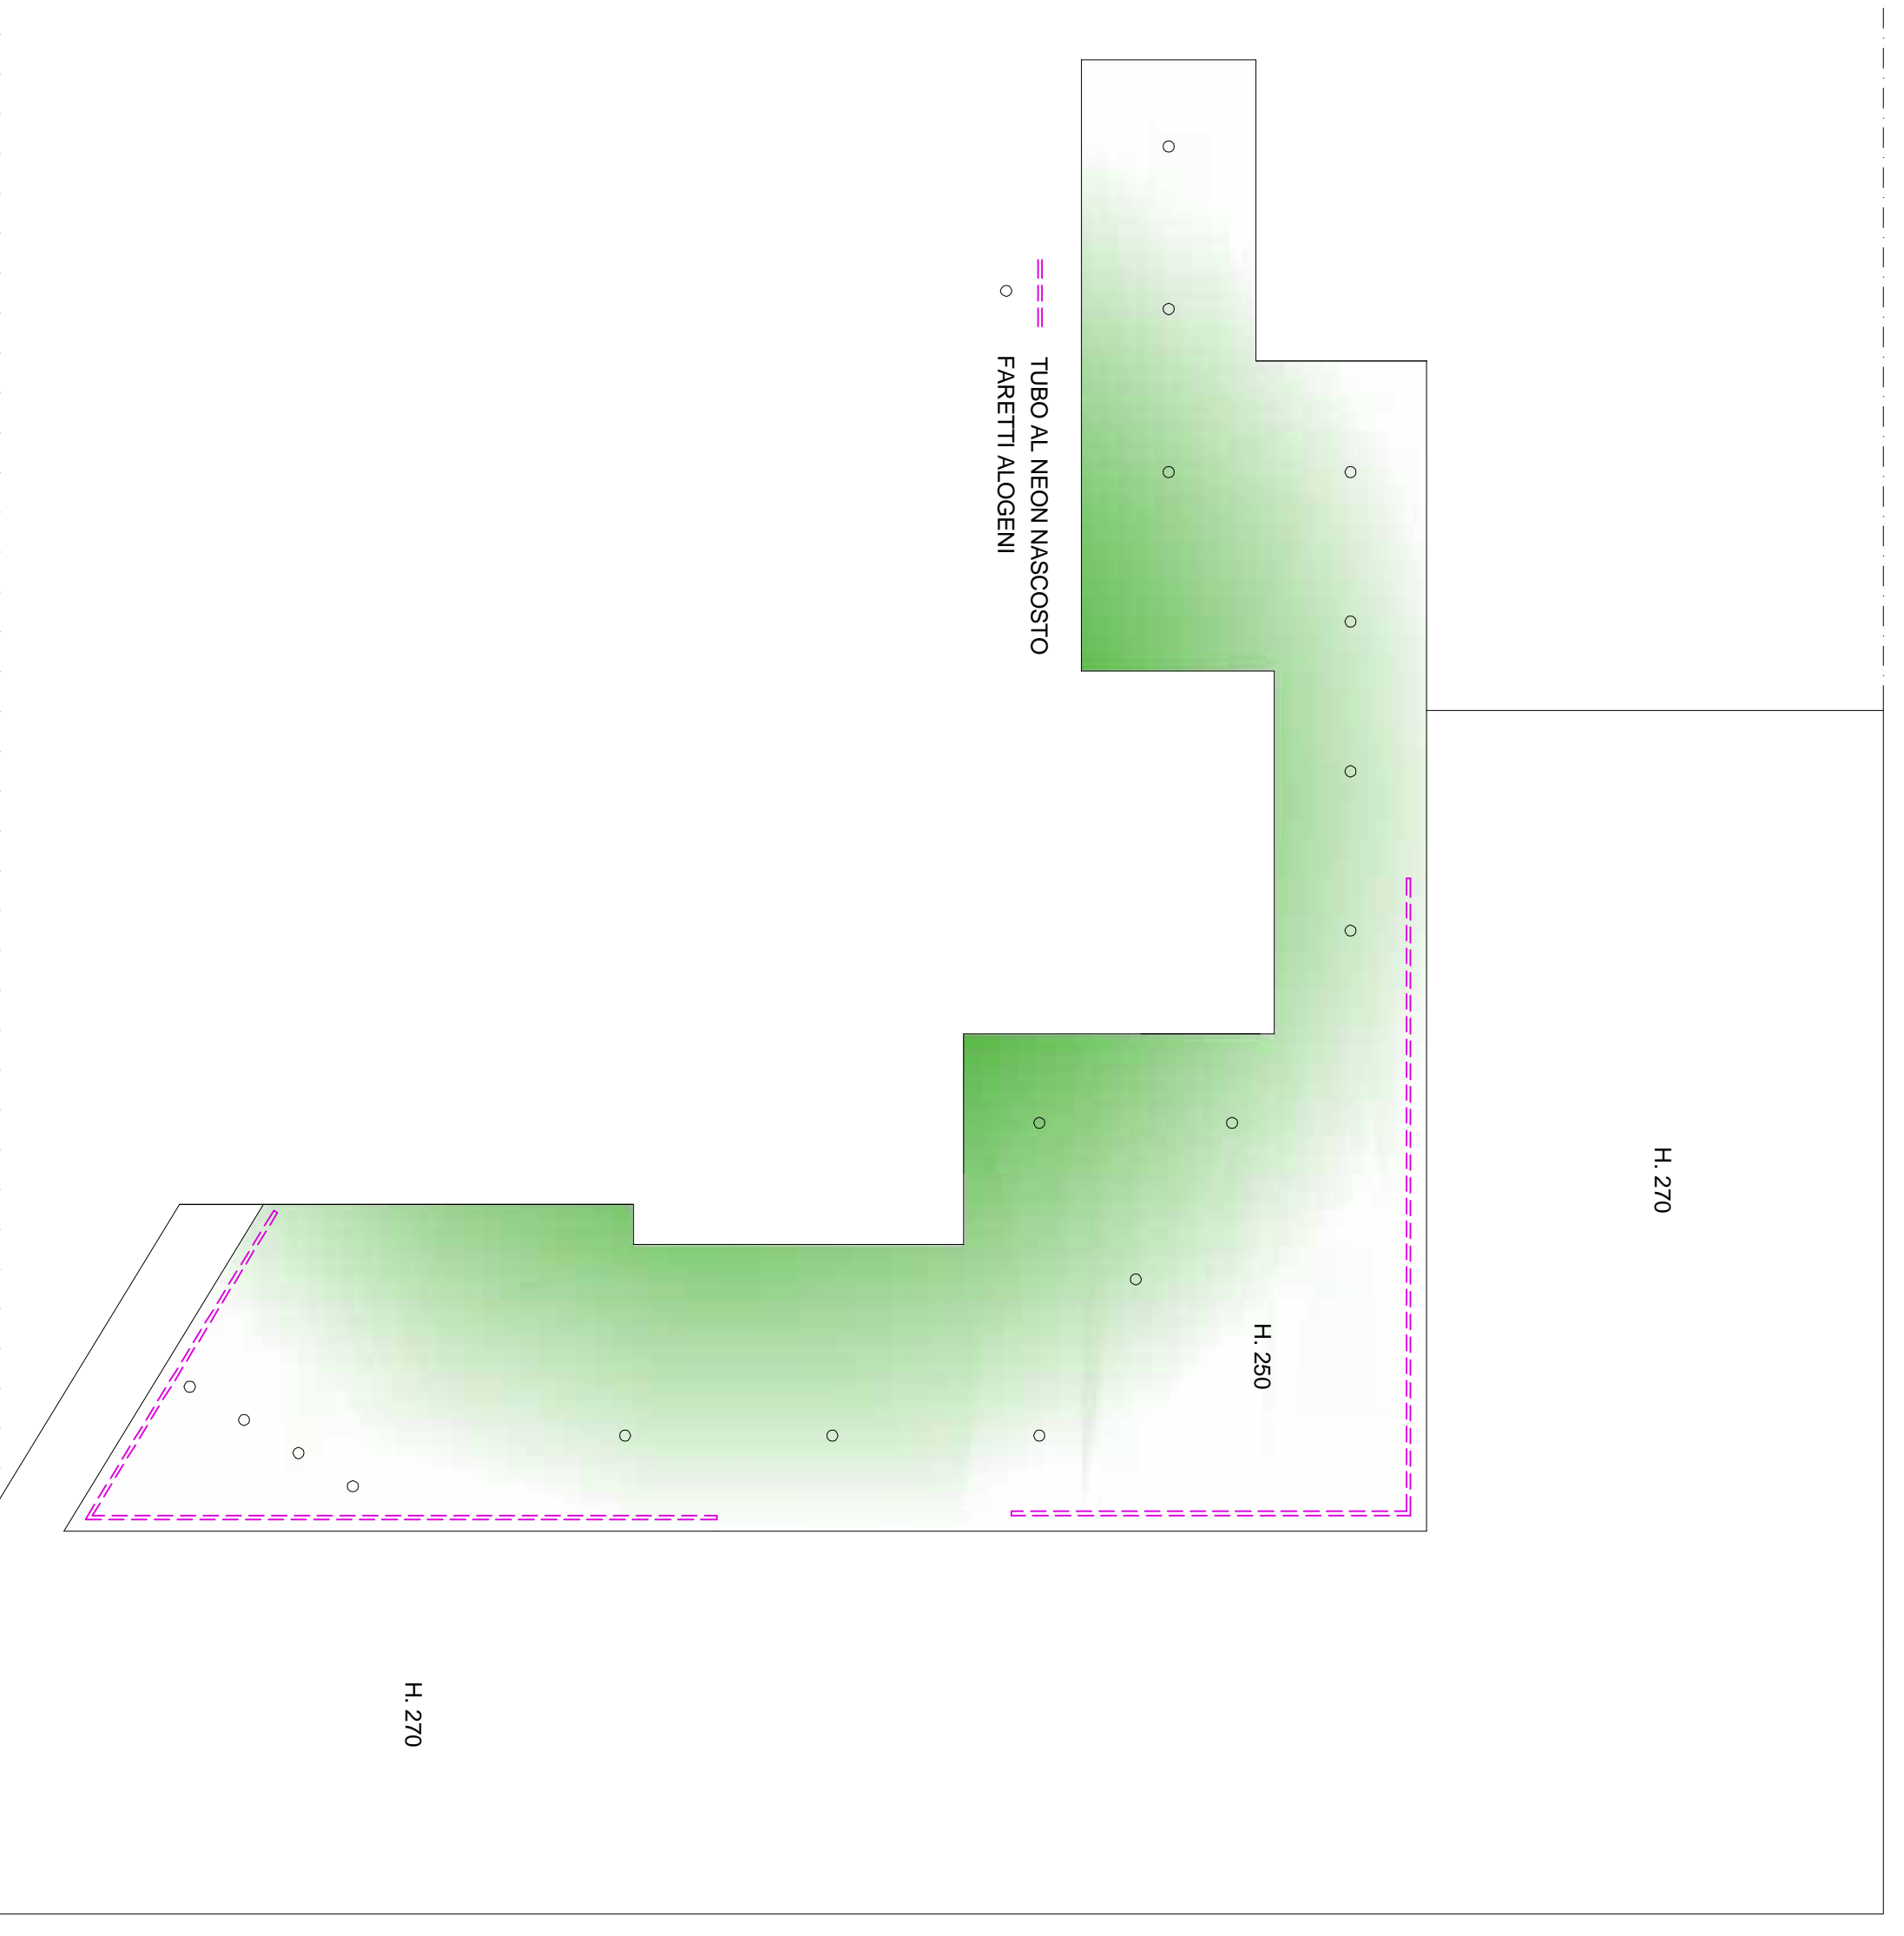 TUBO AL NEON NASCOSTO
FARETTI ALOGENI
H. 270
H. 250
H. 270